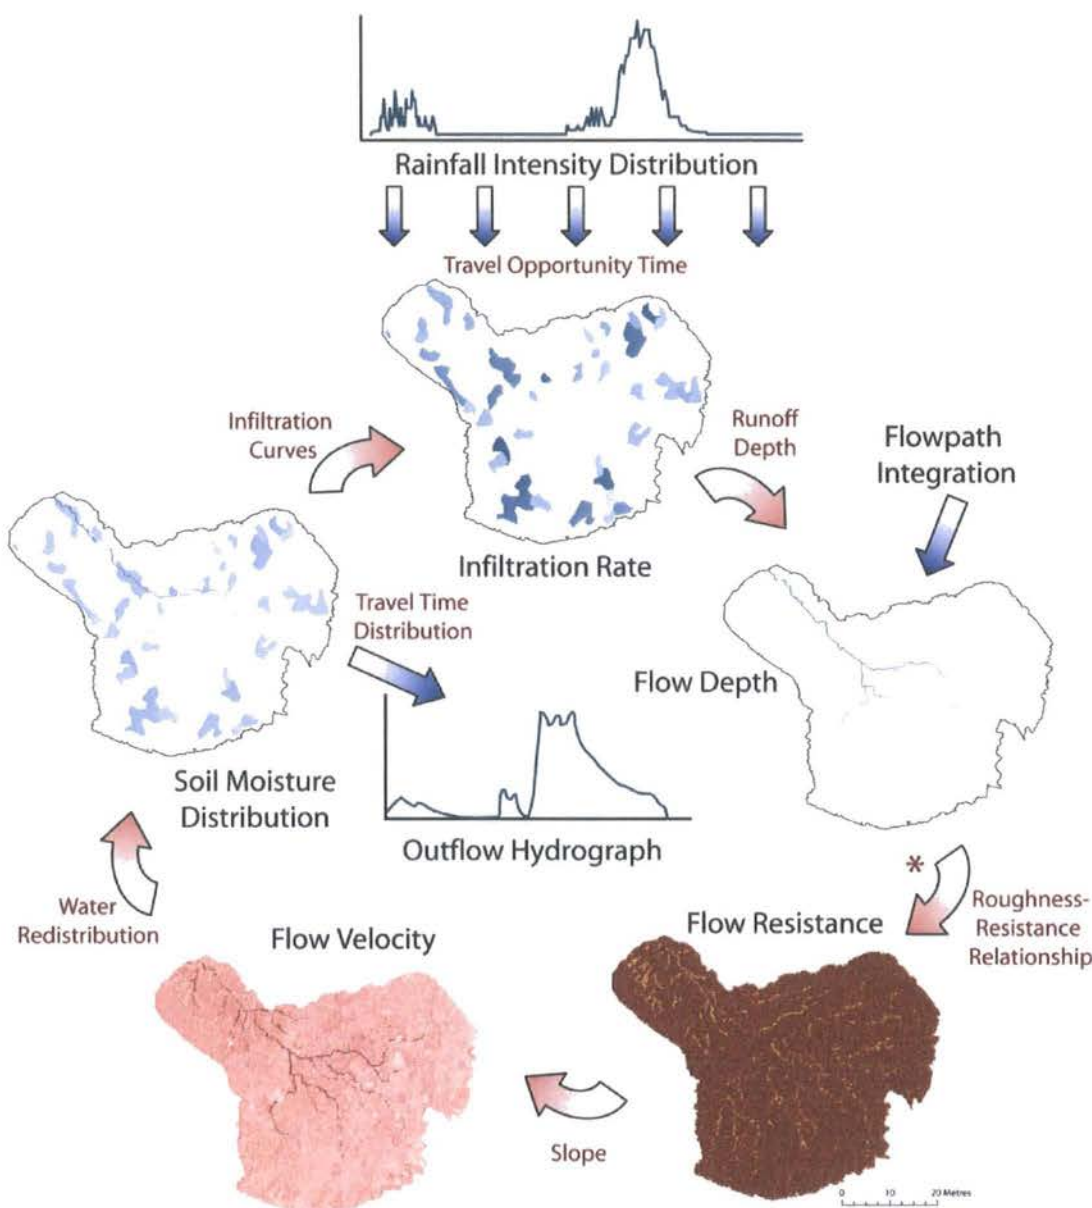 Rainfall Intensity Distribution
Travel Opportunity Time
Infiltration
Curves
Runoff
Depth
Flowpath
Integration
Infiltration Rate
Travel Time
Distribution
Flow Depth
Soil Moisture
Distribution
Outflow Hydrograph
*
Roughness-
Resistance
Relationship
Water
Redistribution
Flow Velocity
Flow Resistance
Slope
0 10 20 Metres